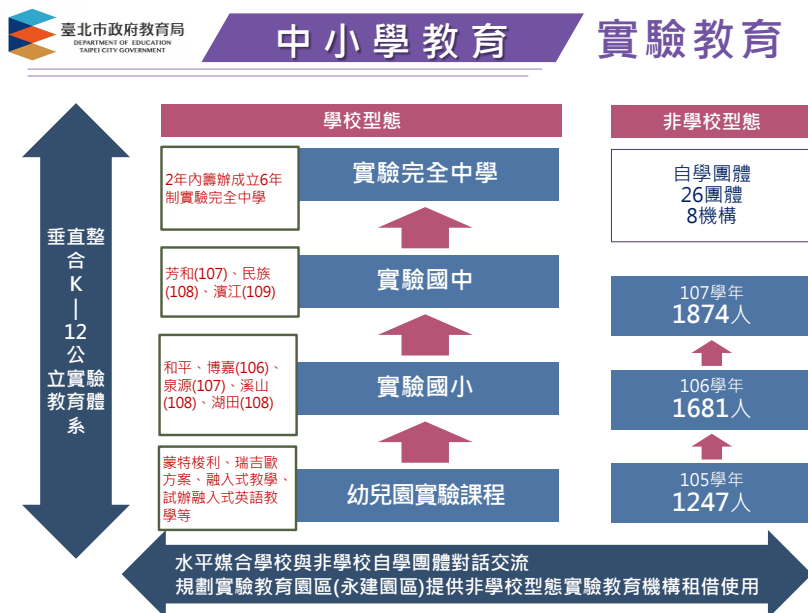 臺北市政府教育局
DEPARTMENT OF EDUCATION
TAIPEI CITY GOVERNMENT
中小學教育
實驗教育
學校型態
非學校型態
2年內籌辦成立6年
制實驗完全中學
實驗完全中學
自學團體
26團體
8機構
垂直整
合
K
|
12
公
立實驗
教育體
系
芳和(107)、民族
(108)、濱江(109)
實驗國中
107學年
1874人
和平、博嘉(106)、
泉源(107)、溪山
(108)、湖田(108)
實驗國小
106學年
1681人
蒙特梭利、瑞吉歐
方案、融入式教學、
試辦融入式英語教
學等
幼兒園實驗課程
105學年
1247人
水平媒合學校與非學校自學團體對話交流
規劃實驗教育園區(永建園區)提供非學校型態實驗教育機構租借使用